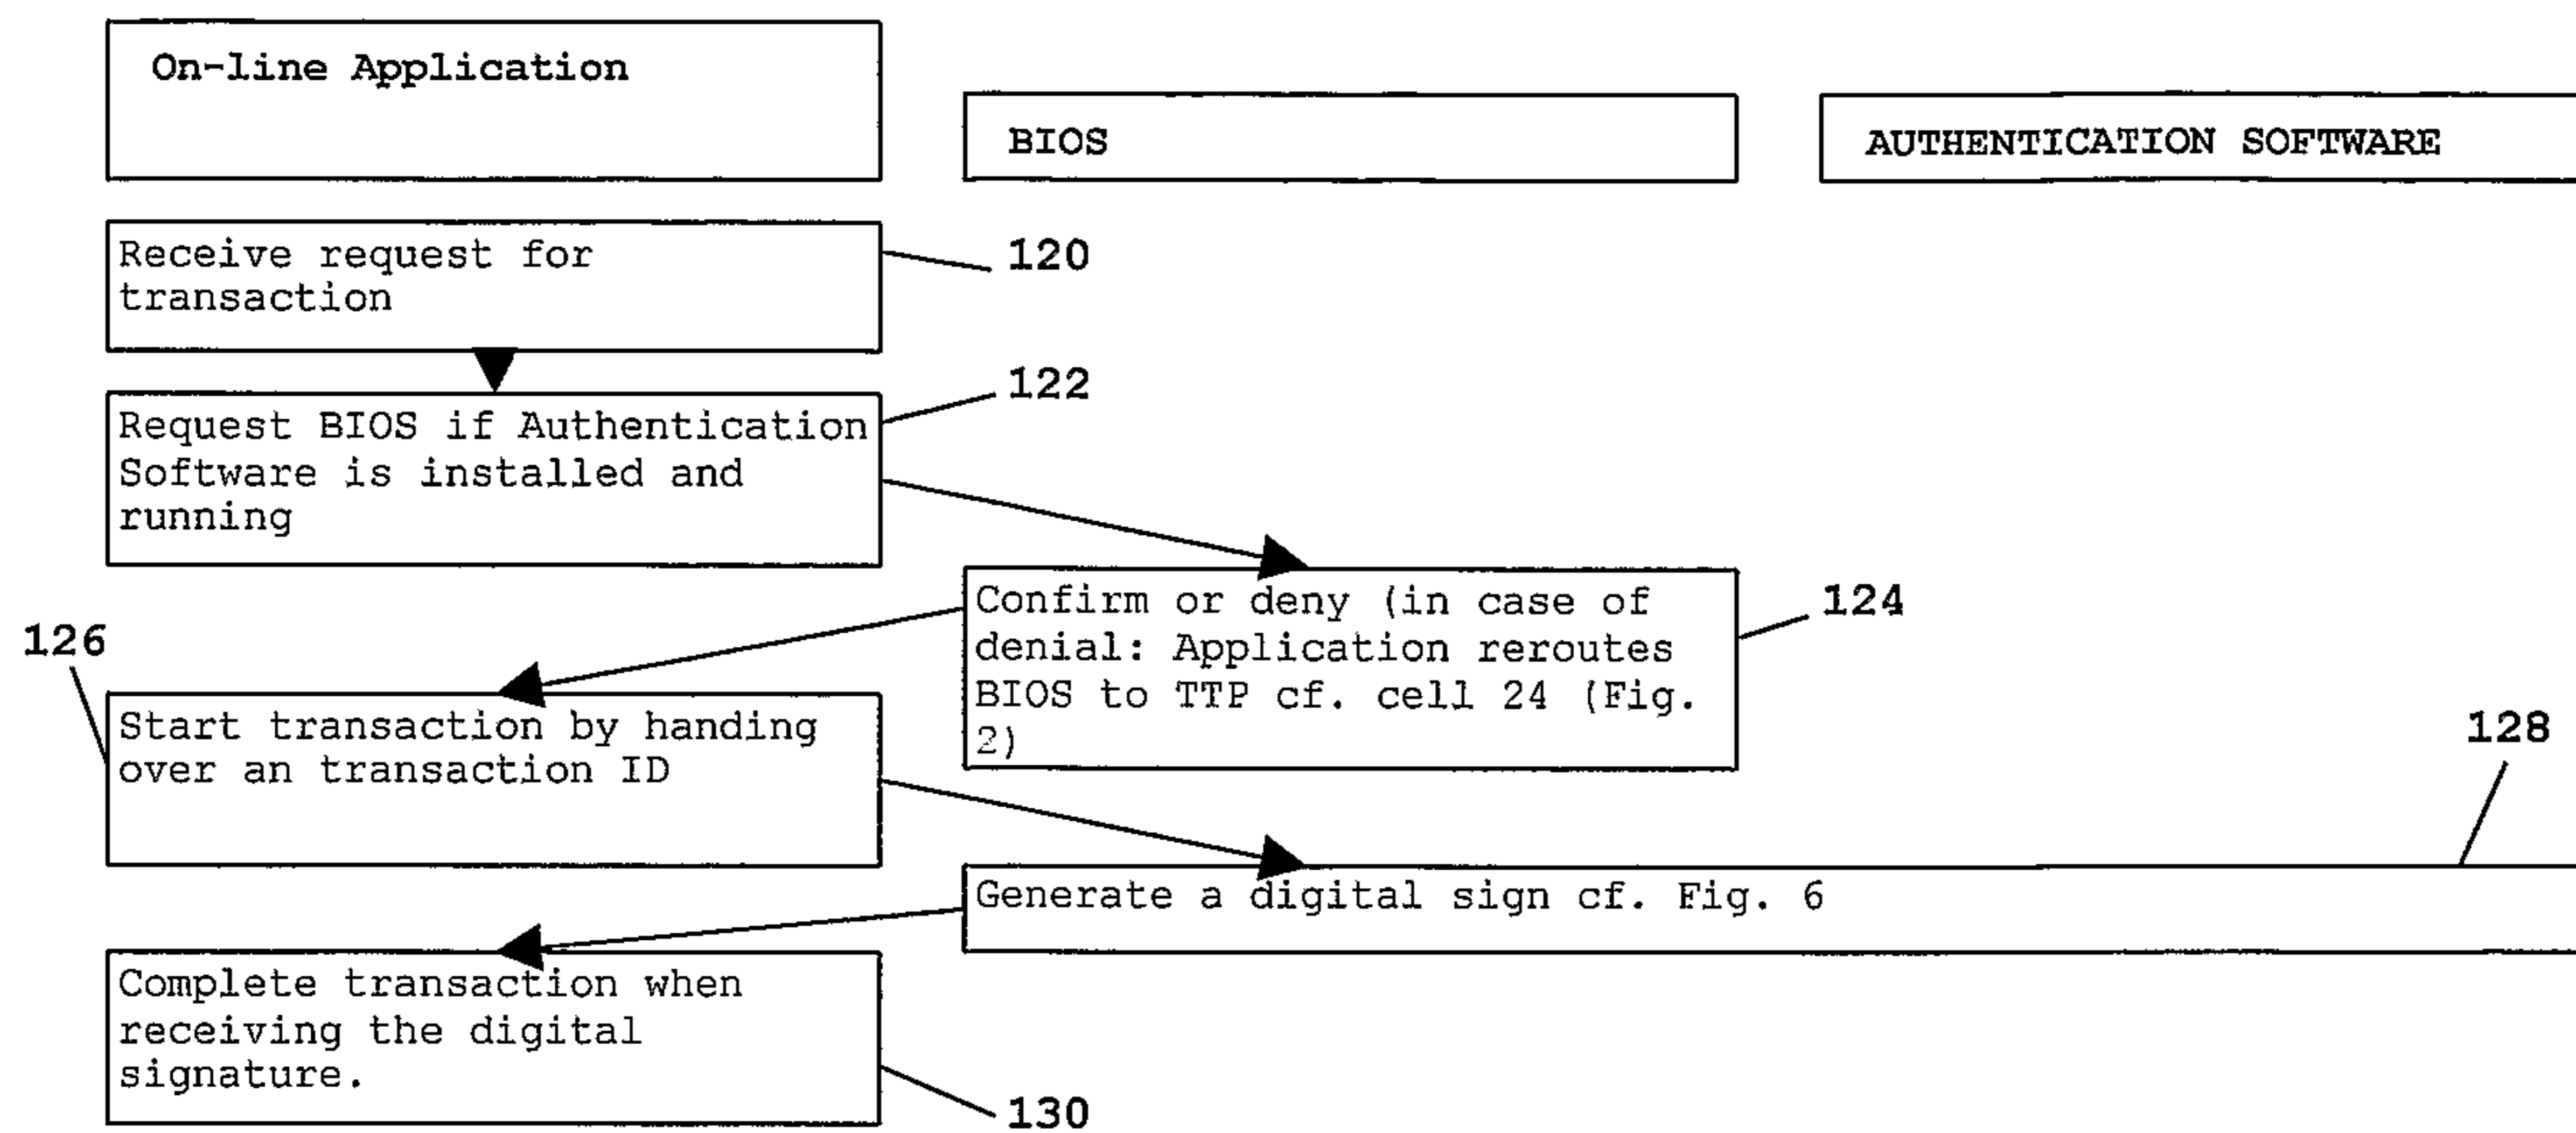 On-line Application
BIOS
AUTHENTICATION SOFTWARE
Receive request for
transaction
120
122
Request BIOS if Authentication
Software is installed and
running
Confirm or deny (in case of
denial: Application reroutes
BIOS to TTP cf. cell 24 (Fig.
2)
124
126
Start transaction by handing
over an transaction ID
128
Generate a digital sign cf. Fig. 6
Complete transaction when
receiving the digital
signature.
130